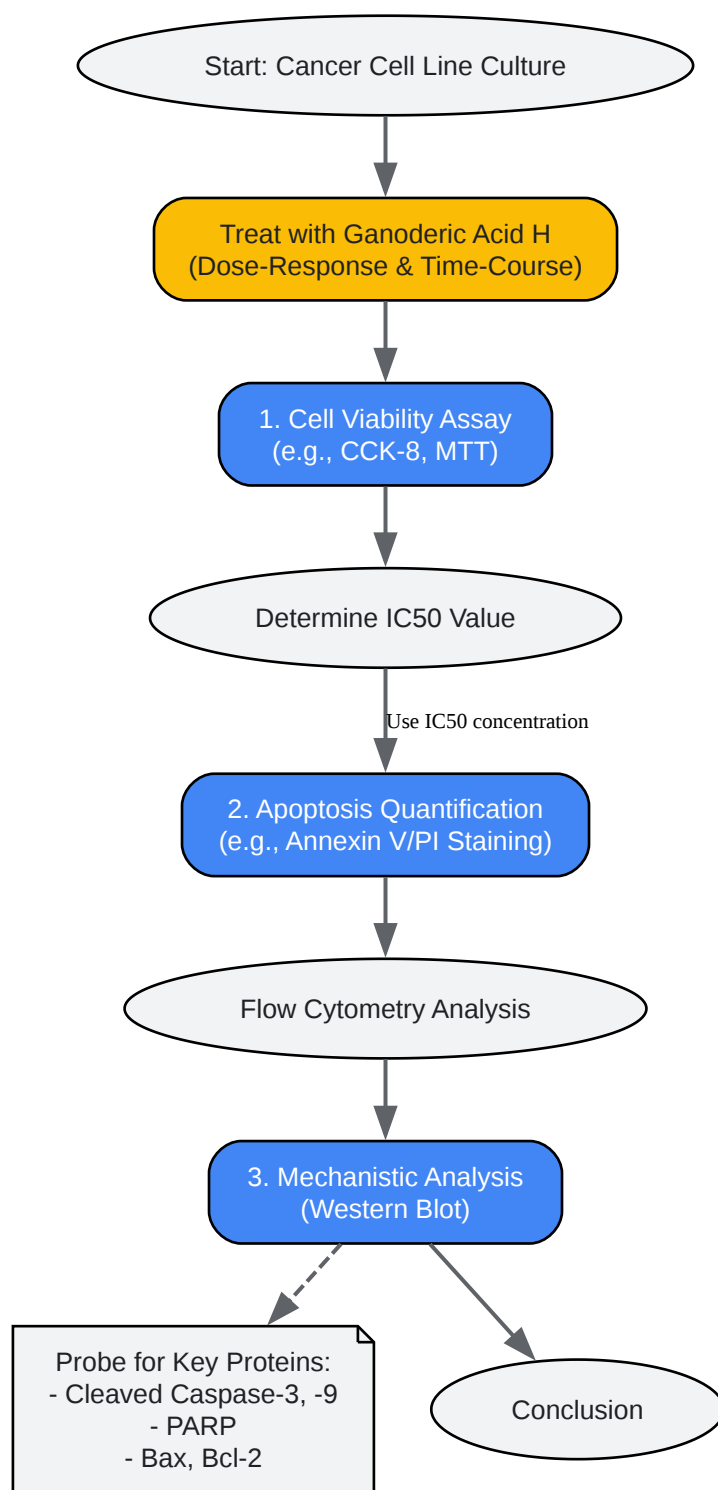 Start: Cancer Cell Line Culture
Treat with Ganoderic Acid H
(Dose-Response & Time-Course)
1. Cell Viability Assay
(e.g., CCK-8, MTT)
Determine IC50 Value
Use IC50 concentration
2. Apoptosis Quantification
(e.g., Annexin V/PI Staining)
Flow Cytometry Analysis
3. Mechanistic Analysis
(Western Blot)
Probe for Key Proteins:
- Cleaved Caspase-3, -9
- PARP
- Bax, Bcl-2
Conclusion